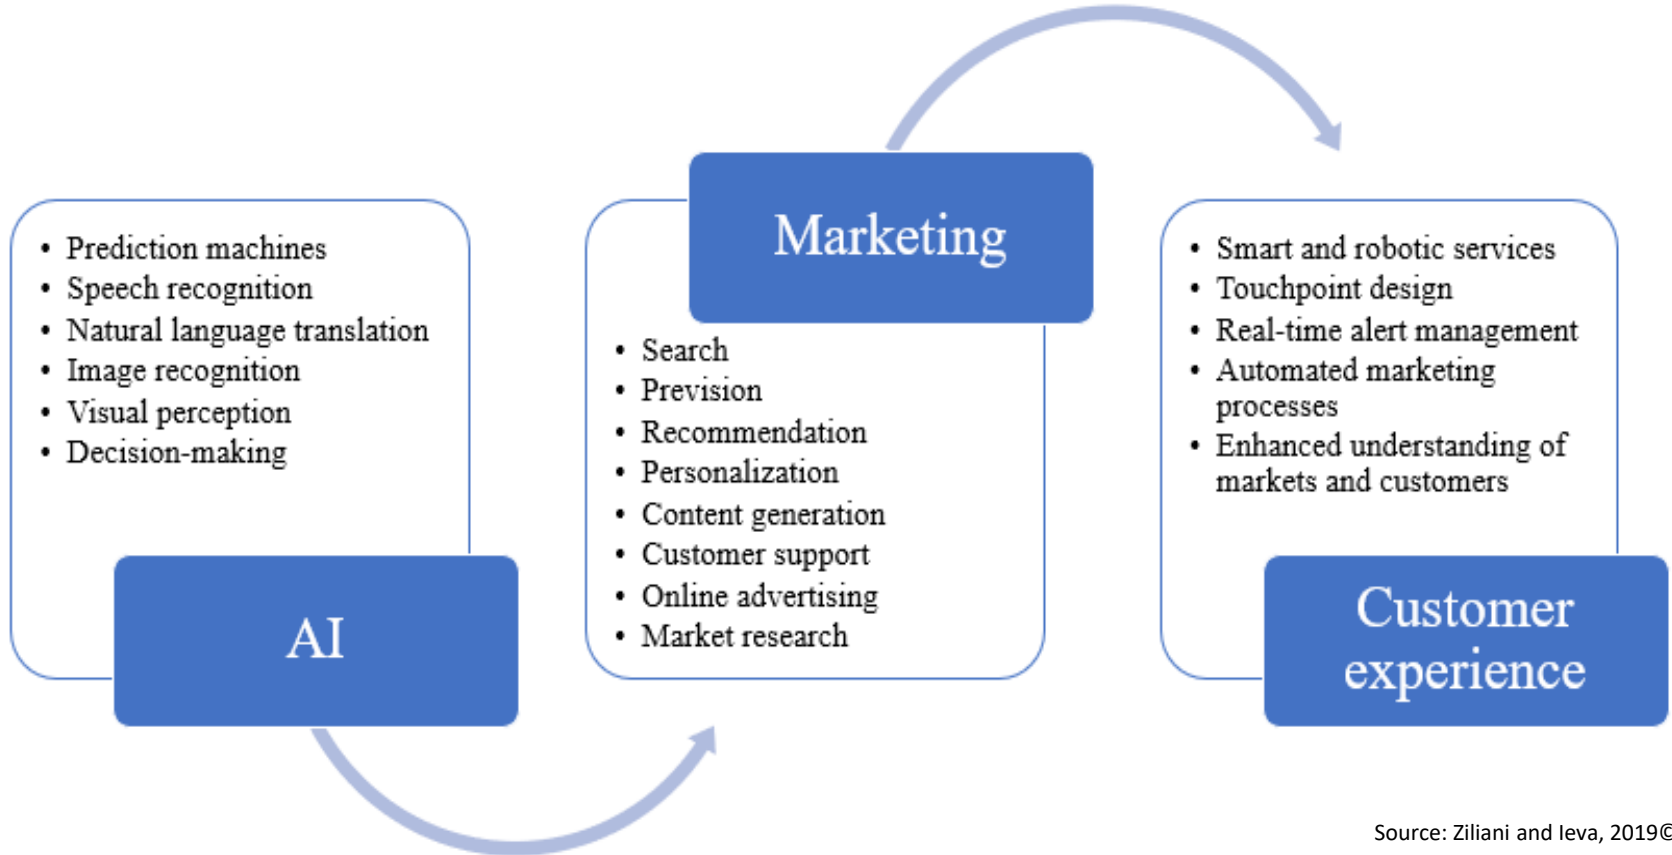 • Prediction machines
• Speech recognition
• Natural language translation
• Image recognition
• Visual perception
• Decision-making
AI
Marketing
• Search
• Prevision
• Recommendation
• Personalization
• Content generation
• Customer support
• Online advertising
• Market research
• Smart and robotic services
• Touchpoint design
• Real-time alert management
• Automated marketing
processes
• Enhanced understanding of
markets and customers
Customer
experience
Source: Ziliani and Ieva, 2019©